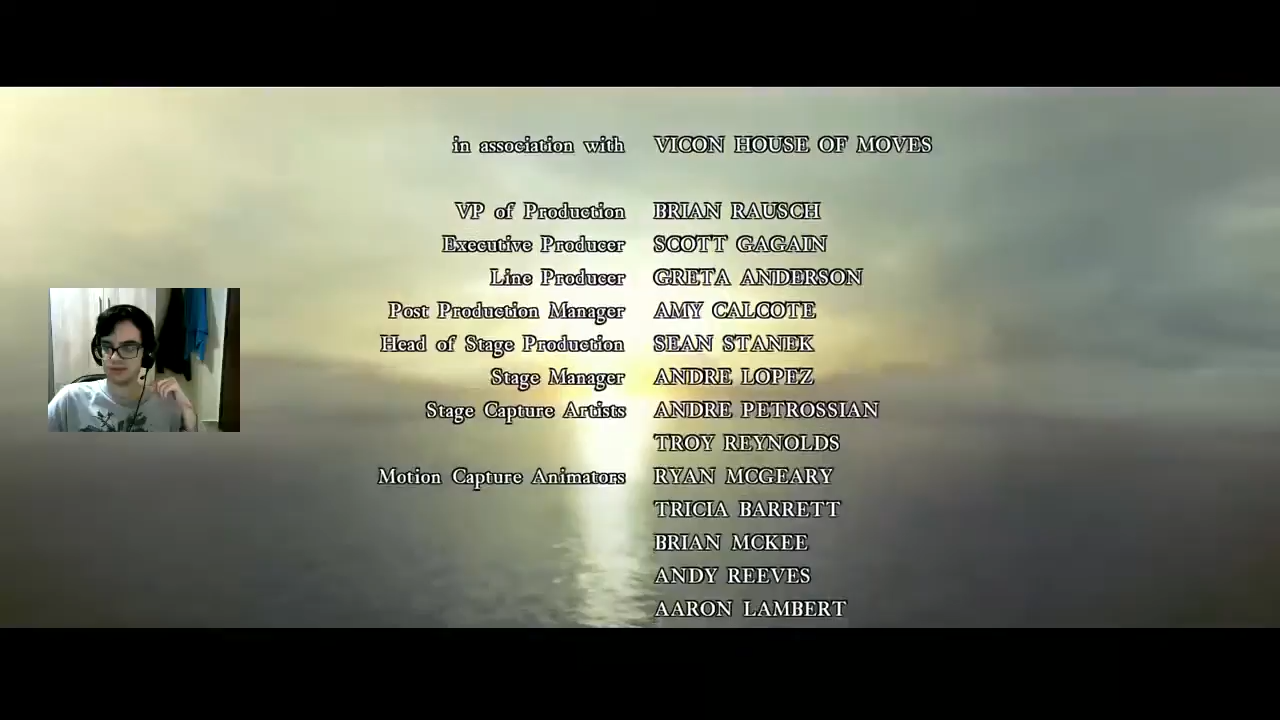 in association with VICON HOUSE OF MOVES
VP of Production BRIAN RAUSCH
Executive Producer SCOTT GAGAIN
Line Producer GRETA ANDERSON
Post Production Manager AMY CALCOTE
Head of Stage Production SEAN STANEK
Stage Manager ANDRE LOPEZ
Stage Capture Artists ANDRE PETROSSIAN
TROY REYNOLDS
Motion Capture Animators RYAN MCGEARY
TRICIA BARRETT
BRIAN MCKEE
ANDY REEVES
AARON LAMBERT